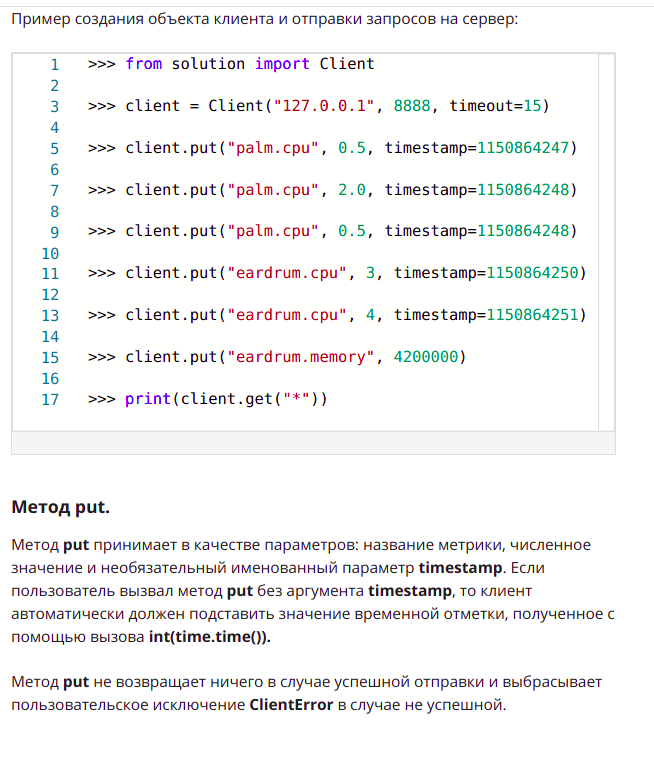 Пример создания объекта клиента и отправки запросов на сервер:
1 >>> from solution import Client
2
3 >>> client = Client("127.0.0.1", 8888, timeout=15)
4
5 >>> client.put("palm.cpu", 0.5, timestamp=1150864247)
6
7 >>> client.put("palm.cpu", 2.0, timestamp=1150864248)
8
9 >>> client.put("palm.cpu", 0.5, timestamp=1150864248)
10
11 >>> client.put("eardrum.cpu", 3, timestamp=1150864250)
12
13 >>> client.put("eardrum.cpu", 4, timestamp=1150864251)
14
15 >>> client.put("eardrum.memory", 4200000)
16
17 >>> print(client.get("*"))
Метод put.
Метод put принимает в качестве параметров: название метрики, численное
значение и необязательный именованный параметр timestamp. Если
пользователь вызвал метод put без аргумента timestamp, то клиент
автоматически должен подставить значение временной отметки, полученное с
помощью вызова int(time.time()).
Метод put не возвращает ничего в случае успешной отправки и выбрасывает
пользовательское исключение ClientError в случае не успешной.